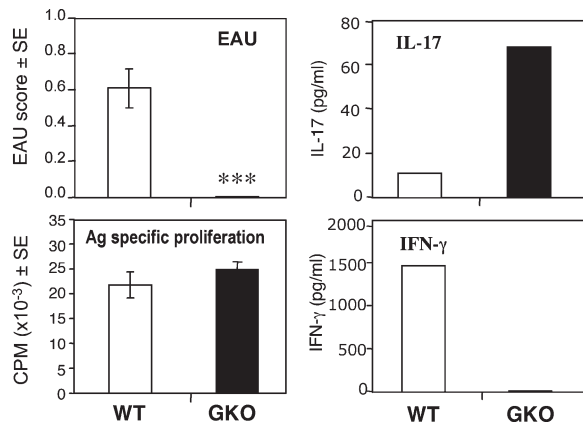 EAU score ± SE
1.0
0.8
0.6
0.4
0.2
0.0
EAU
***
IL-17 (pg/ml)
80
60
40
20
0
IL-17
CPM (x10⁻³) ± SE
35
30
25
20
15
10
5
0
Ag specific proliferation
WT GKO
IFN-γ (pg/ml)
2000
1500
1000
500
0
IFN-γ
WT GKO